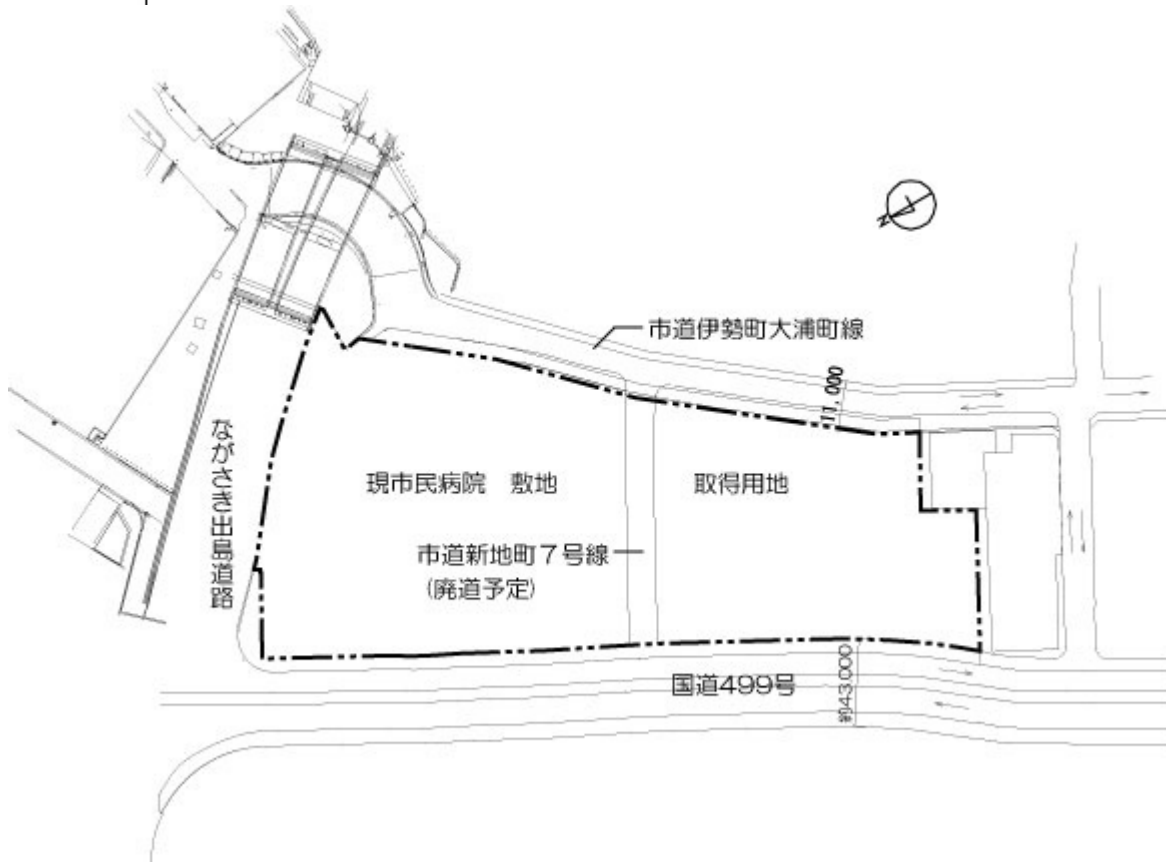 市道伊勢町大浦町線
11,000
ながさき出島道路
現市民病院 敷地
取得用地
市道新地町7号線
(廃道予定)
国道499号
約43.000